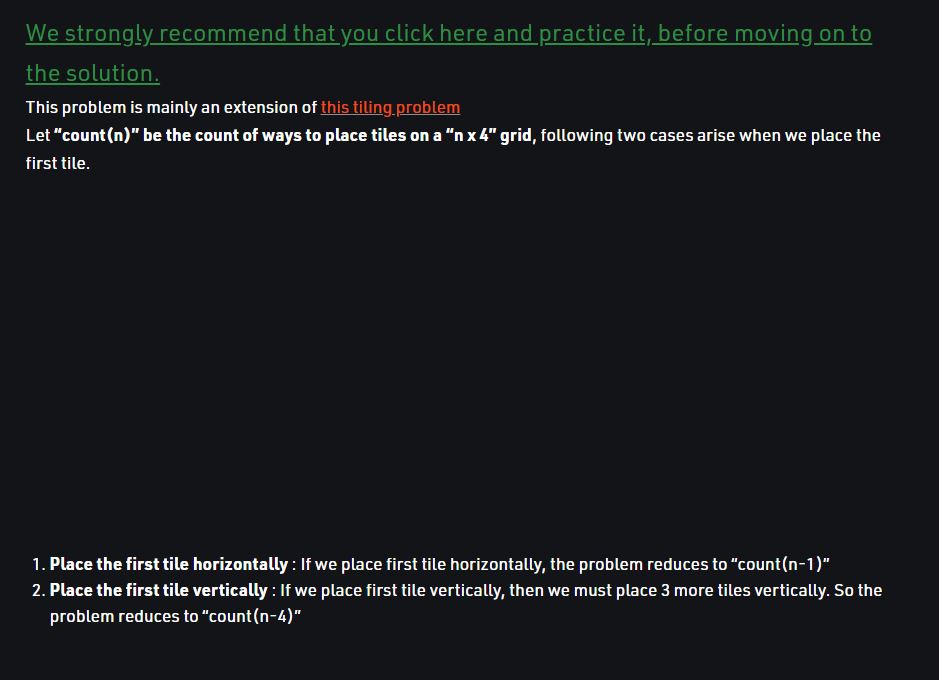 We strongly recommend that you click here and practice it, before moving on to
the solution.
This problem is mainly an extension of this tiling problem
Let “count(n)” be the count of ways to place tiles on a “n x 4” grid, following two cases arise when we place the
first tile.
1. Place the first tile horizontally : If we place first tile horizontally, the problem reduces to “count(n-1)”
2. Place the first tile vertically : If we place first tile vertically, then we must place 3 more tiles vertically. So the
problem reduces to “count(n-4)”